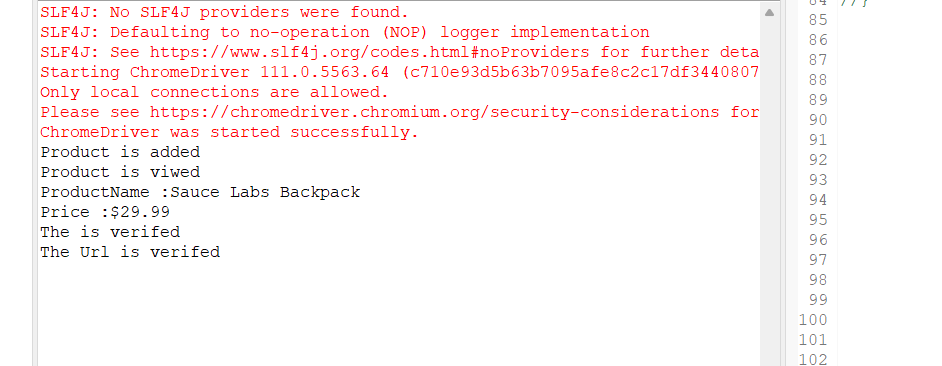 SLF4J: No SLF4J providers were found.
SLF4J: Defaulting to no-operation (NOP) logger implementation
SLF4J: See https://www.slf4j.org/codes.html#noProviders for further deta
Starting ChromeDriver 111.0.5563.64 (c710e93d5b63b7095afe8c2c17df3440807
Only local connections are allowed.
Please see https://chromedriver.chromium.org/security-considerations for
ChromeDriver was started successfully.
Product is added
Product is viwed
ProductName :Sauce Labs Backpack
Price :$29.99
The is verifed
The Url is verifed
84 //}
85
86
87
88
89
90
91
92
93
94
95
96
97
98
99
100
101
102